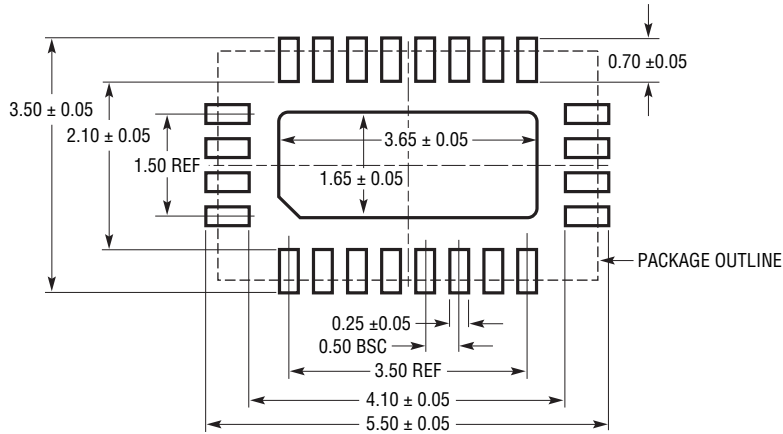 0.70 ±0.05
3.50 ± 0.05
2.10 ± 0.05
3.65 ± 0.05
1.50 REF
1.65 ± 0.05
PACKAGE OUTLINE
0.25 ±0.05
0.50 BSC
3.50 REF
4.10 ± 0.05
5.50 ± 0.05